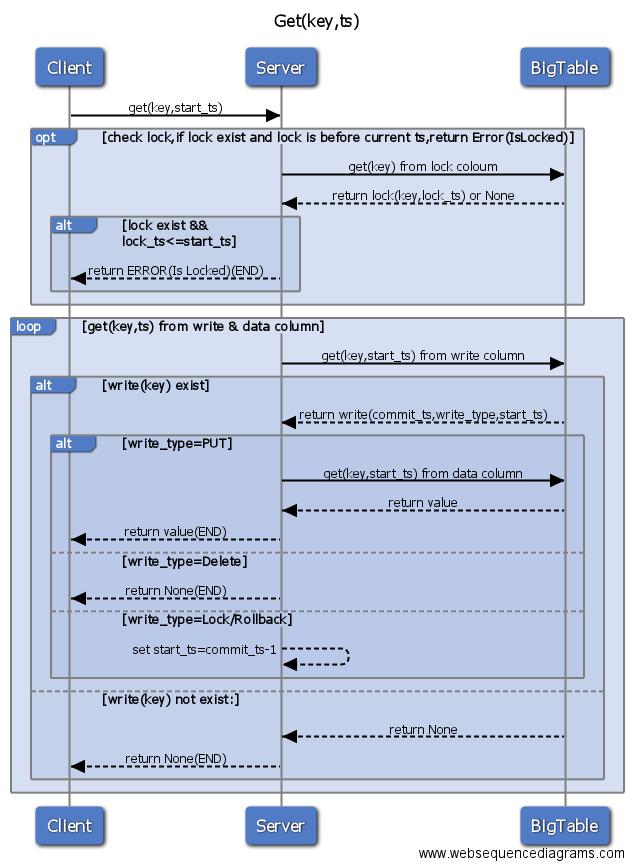 Get(key,ts)
Client
Server
BigTable
get(key,start_ts)
opt
[check lock,if lock exist and lock is before current ts,return Error(IsLocked)]
get(key) from lock coloum
return lock(key,lock_ts) or None
alt
[lock exist &&
lock_ts<=start_ts]
return ERROR(Is Locked)(END)
loop
[get(key,ts) from write & data column]
get(key,start_ts) from write column
alt
[write(key) exist]
return write(commit_ts,write_type,start_ts)
alt
[write_type=PUT]
get(key,start_ts) from data column
return value
return value(END)
[write_type=Delete]
return None(END)
[write_type=Lock/Rollback]
set start_ts=commit_ts-1
[write(key) not exist:]
return None
return None(END)
Client
Server
BigTable
www.websequencediagrams.com